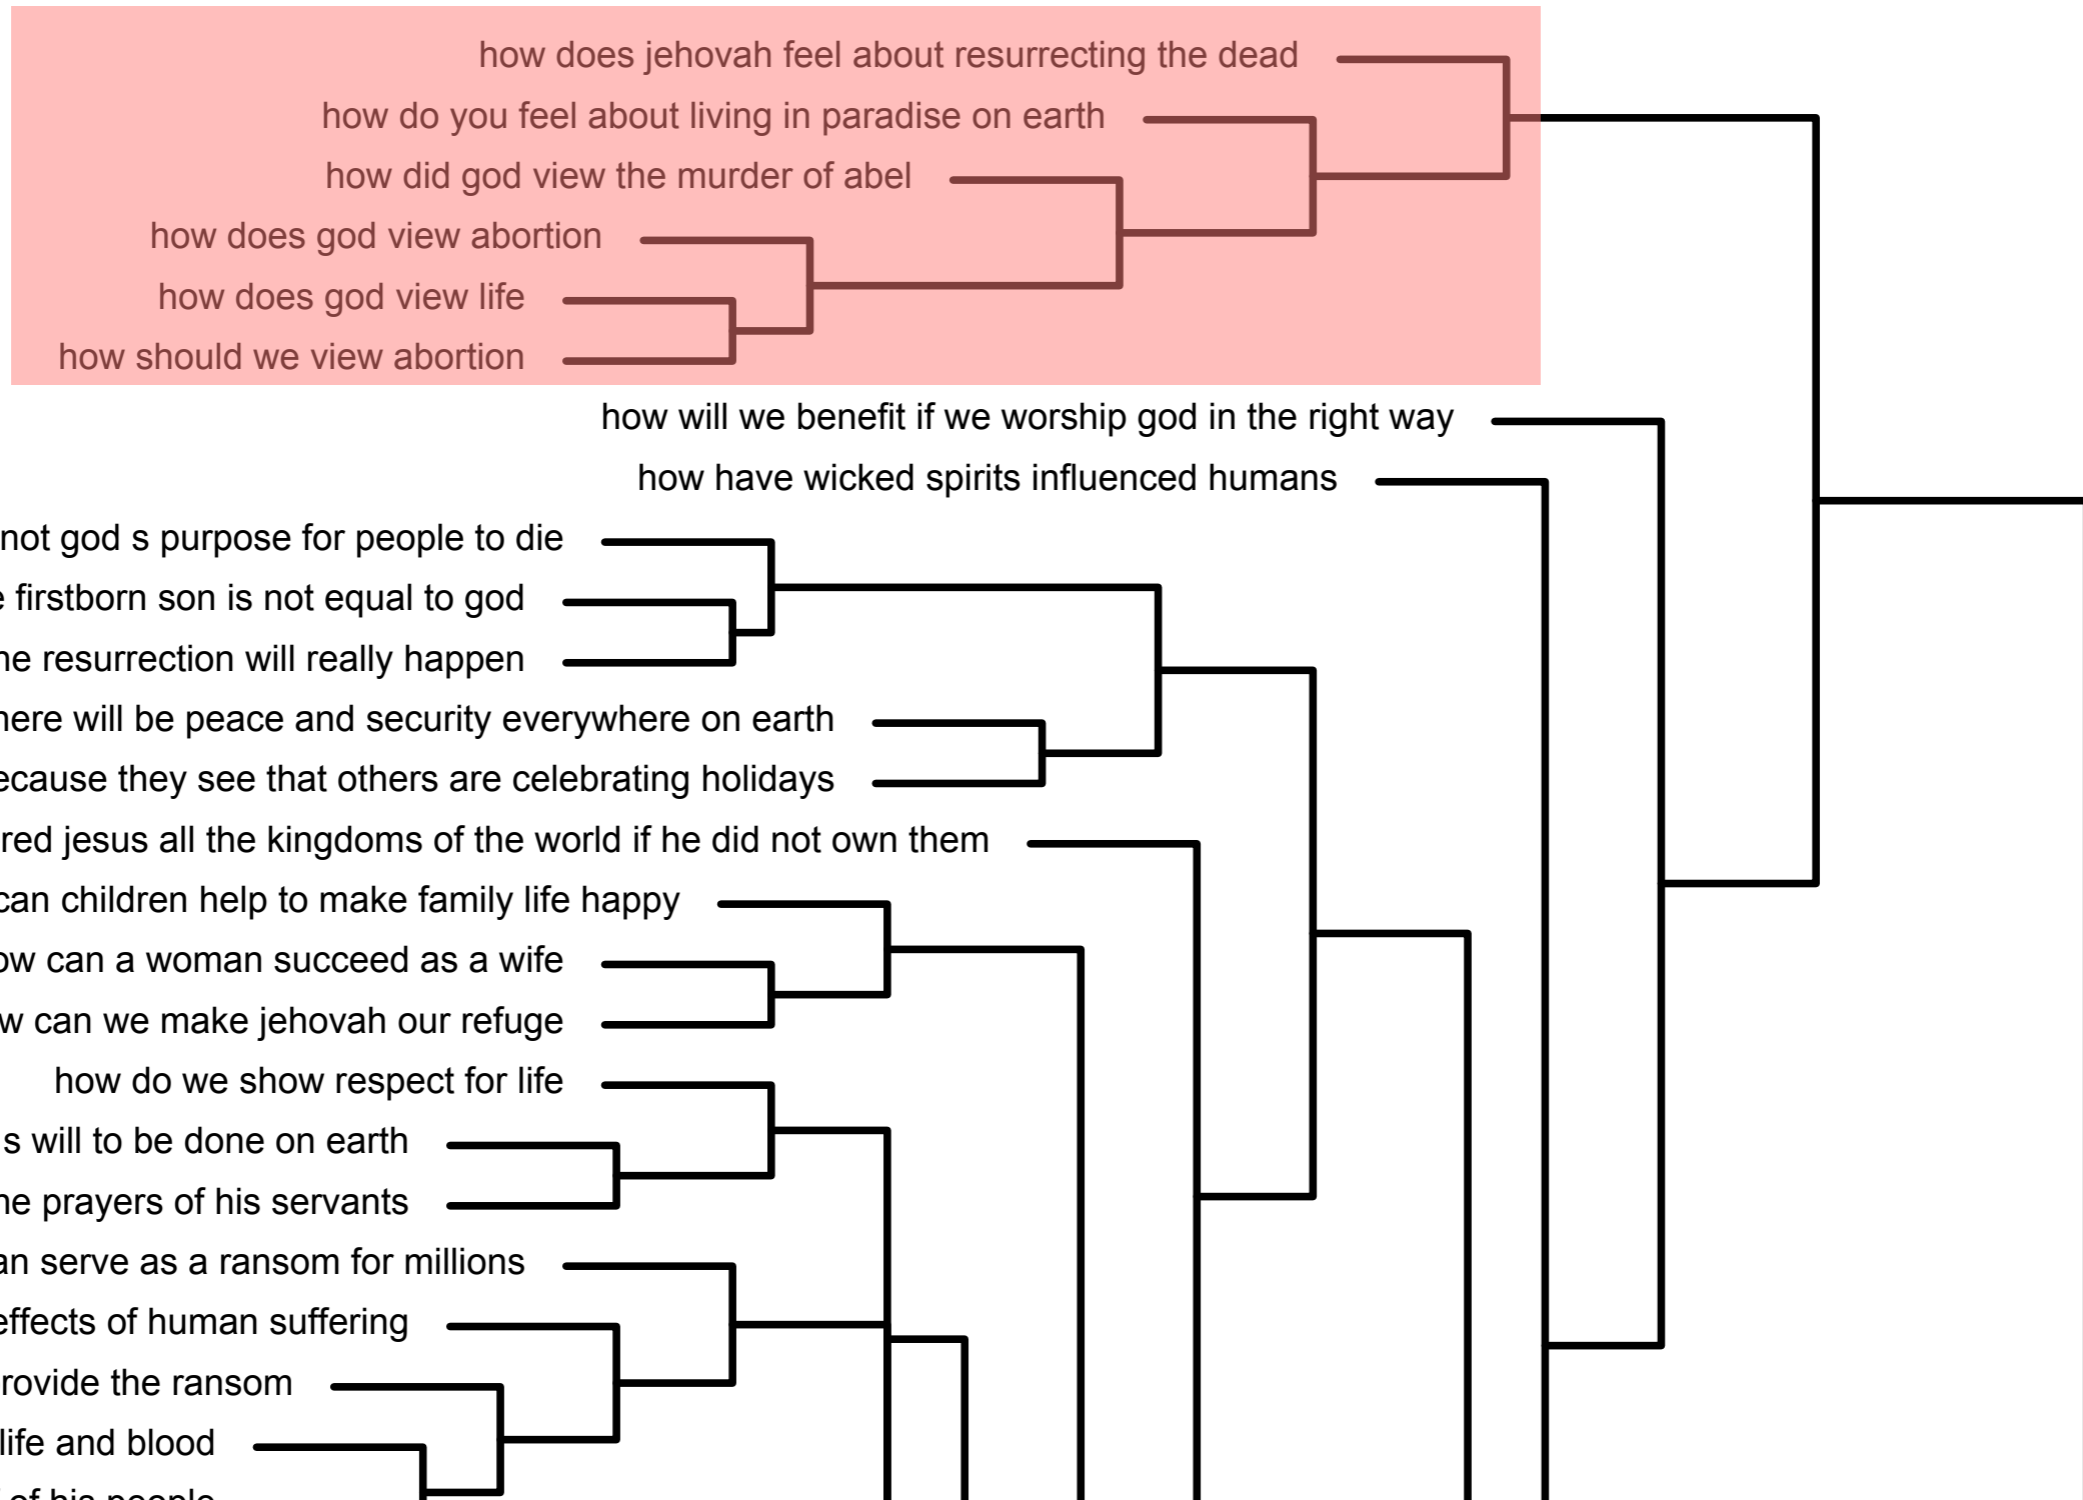 how does jehovah feel about resurrecting the dead
how do you feel about living in paradise on earth
how did god view the murder of abel
how does god view abortion
how does god view life
how should we view abortion
how will we benefit if we worship god in the right way
how have wicked spirits influenced humans
not god s purpose for people to die
firstborn son is not equal to god
resurrection will really happen
will be peace and security everywhere on earth
they see that others are celebrating holidays
jesus all the kingdoms of the world if he did not own them
can children help to make family life happy
can a woman succeed as a wife
can we make jehovah our refuge
how do we show respect for life
s will to be done on earth
prayers of his servants
serve as a ransom for millions
effects of human suffering
the ransom
life and blood
of his people